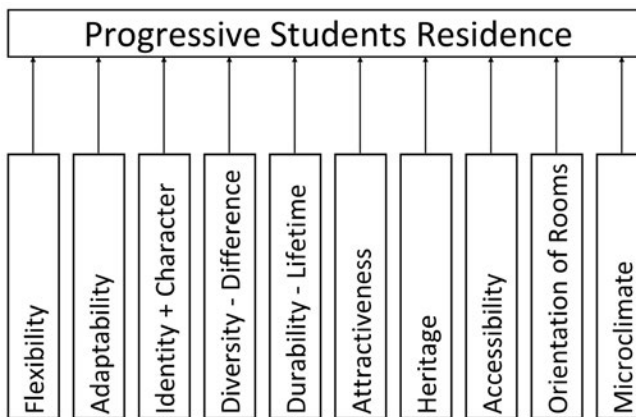 Progressive Students Residence
Flexibility
Adaptability
Identity + Character
Diversity - Difference
Durability - Lifetime
Attractiveness
Heritage
Accessibility
Orientation of Rooms
Microclimate